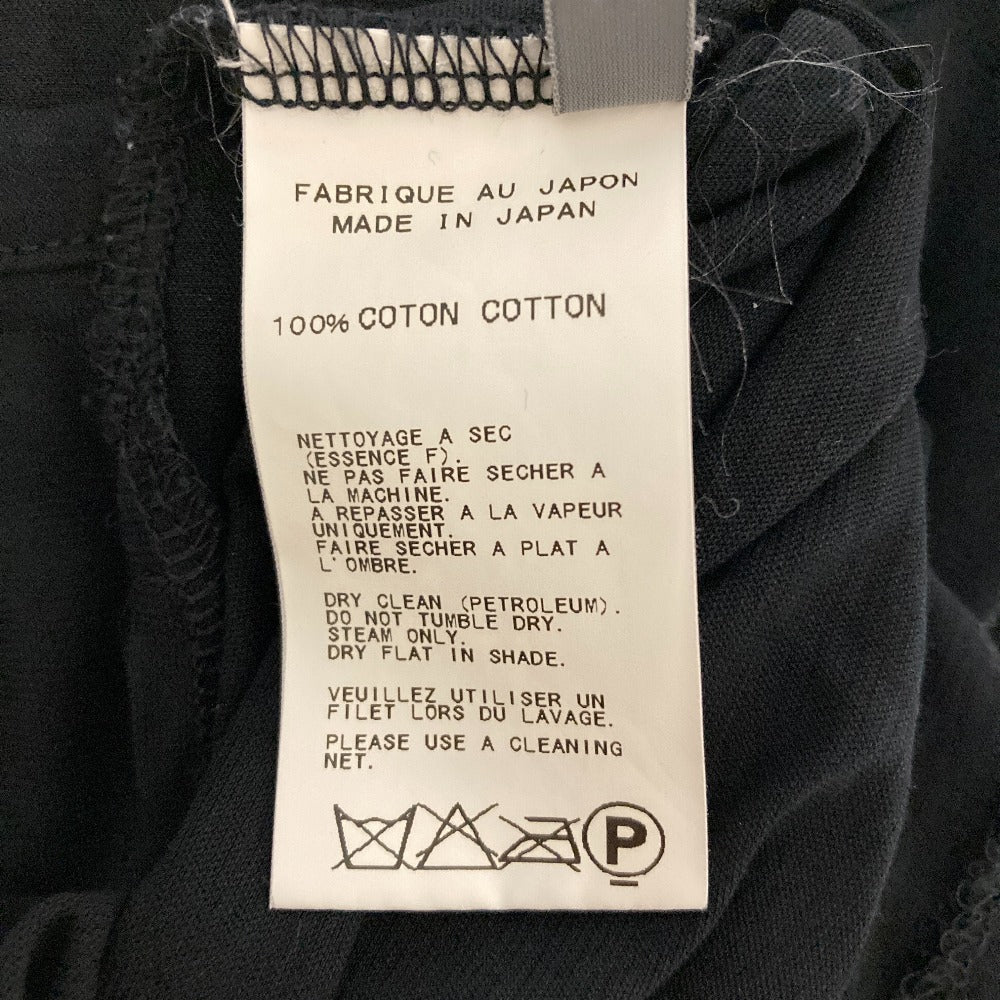 FABRIQUE AU JAPON
MADE IN JAPAN
100% COTON COTTON
NETTOYAGE A SEC
(ESSENCE F).
NE PAS FAIRE SECHER A
LA MACHINE.
A REPASSER A LA VAPEUR
UNIQUEMENT.
FAIRE SECHER A PLAT A
L'OMBRE.
DRY CLEAN (PETROLEUM).
DO NOT TUMBLE DRY.
STEAM ONLY.
DRY FLAT IN SHADE.
VEUILLEZ UTILISER UN
FILET LORS DU LAVAGE.
PLEASE USE A CLEANING
NET.
P